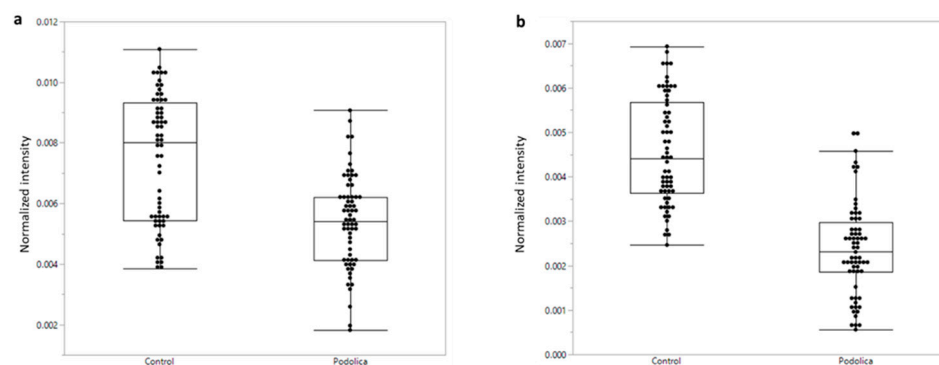 a
0.012
0.010
0.008
0.006
0.004
0.002
Normalized intensity
Control Podolica
b
0.007
0.006
0.005
0.004
0.003
0.002
0.001
0.000
Normalized intensity
Control Podolica